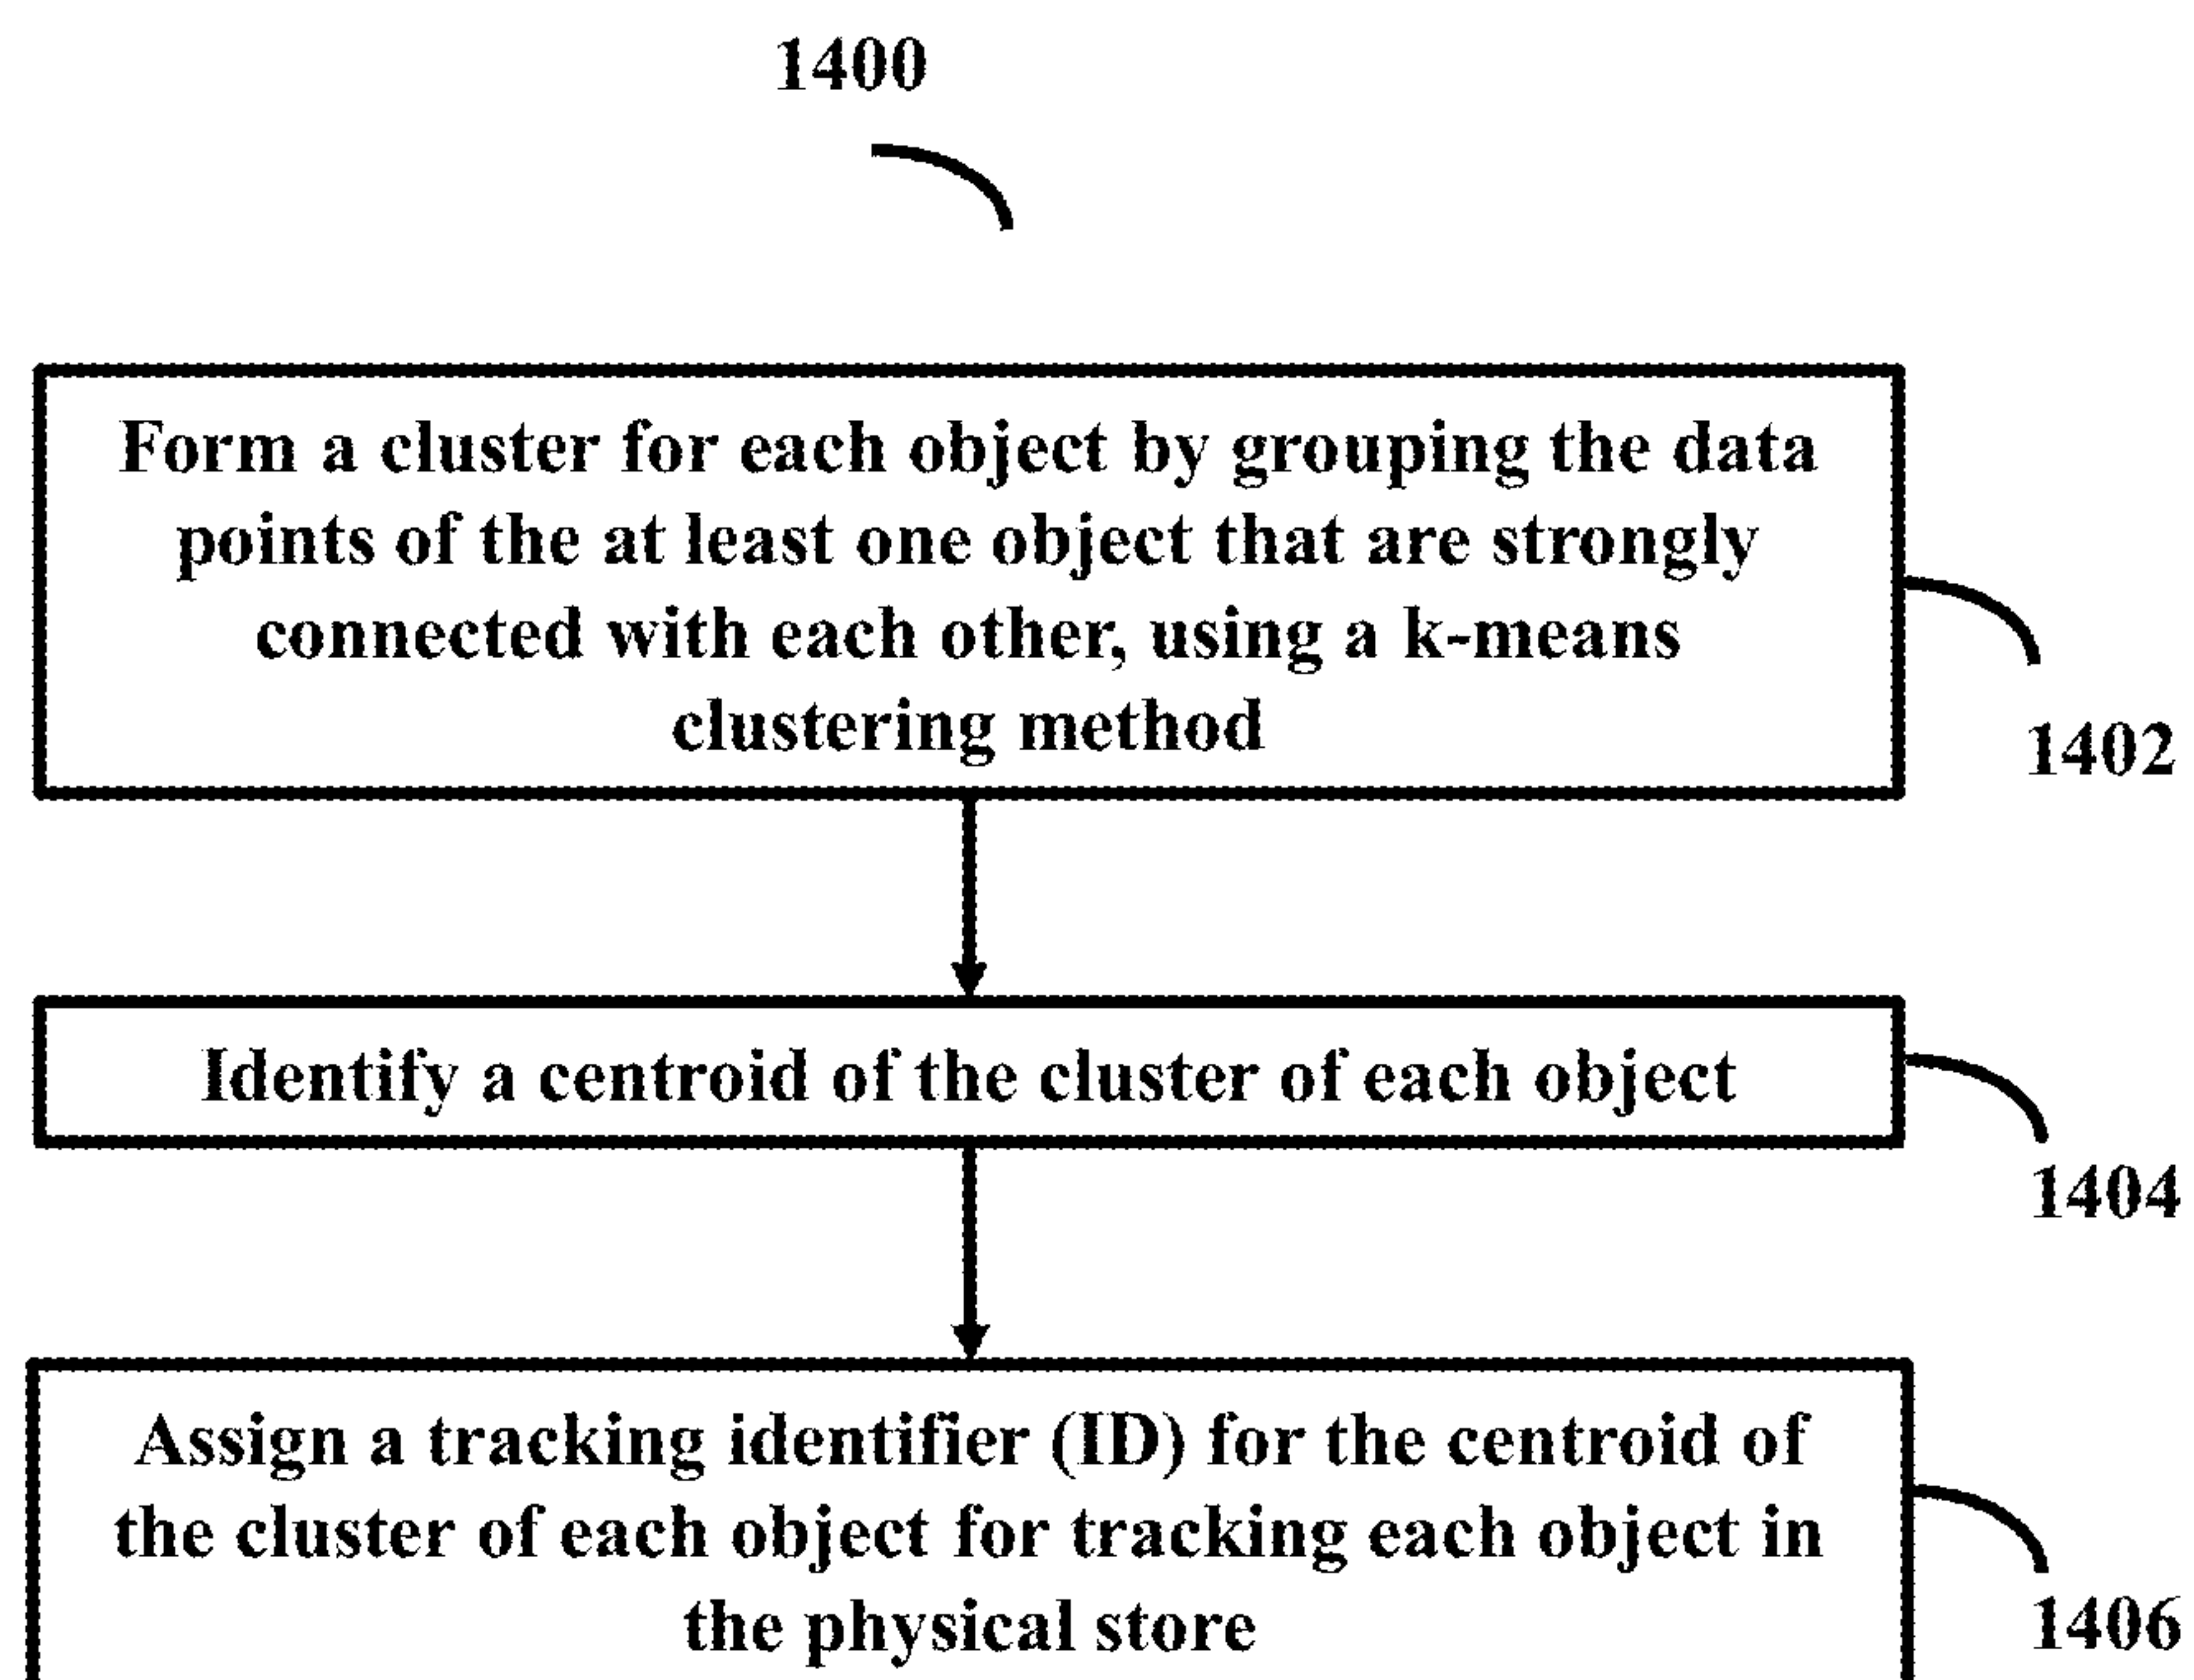 1400
Form a cluster for each object by grouping the data
points of the at least one object that are strongly
connected with each other, using a k-means
clustering method
1402
Identify a centroid of the cluster of each object
1404
Assign a tracking identifier (ID) for the centroid of
the cluster of each object for tracking each object in
the physical store
1406